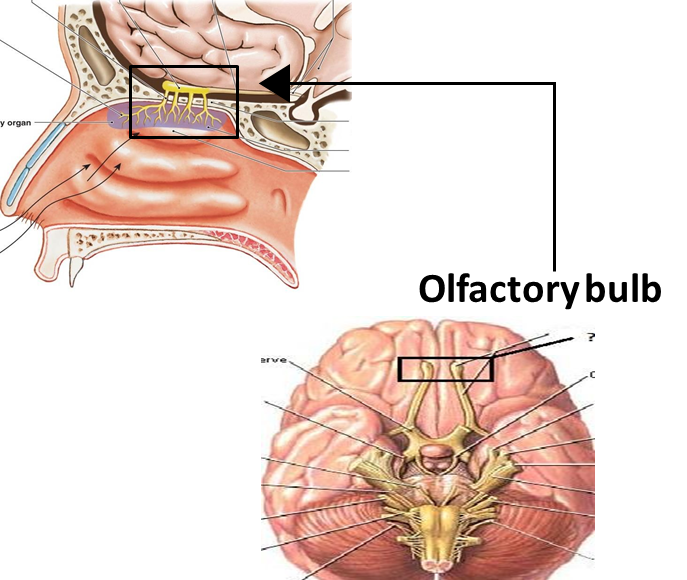 y organ
Olfactory bulb
?
erve